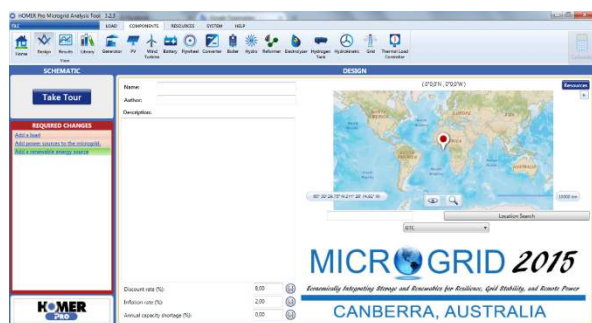 HOMER Pro Microgrid Analysis Tool
FILE
LOAD COMPONENTS RESOURCES SYSTEM HELP
Home Design Results Library Generator PV Wind Turbine Battery Flywheel Converter Boiler Hydro Reformer Electrolyzer Hydrogen Tank Hydrokinetic Grid Thermal Load Controller
View
SCHEMATIC DESIGN
Take Tour
REQUIRED CHANGES
Add a load
Add power sources to the microgrid.
Add a renewable energy source
Name:
Author:
Description:
Resources
AUSTRALIA
Location Search
UTC
Discount rate (%): 8.00
Inflation rate (%): 2.00
Annual capacity shortage (%): 0.00
HOMER
PRO
MICROGRID 2015
Economically Integrating Storage and Renewables for Resilience, Grid Stability, and Remote Power
CANBERRA, AUSTRALIA